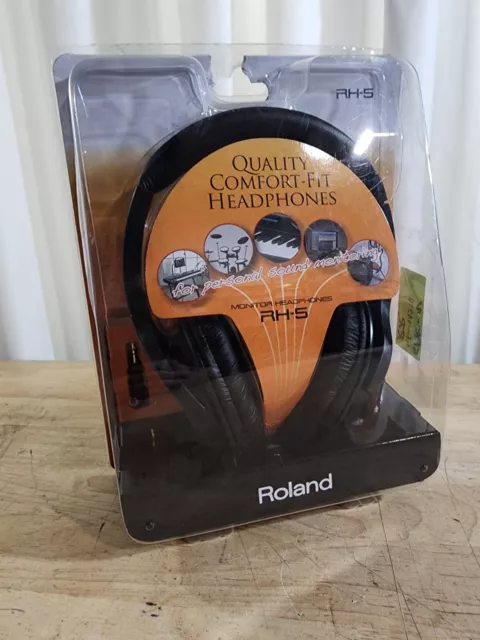 RH-5
QUALITY
COMFORT-FIT
HEADPHONES
for personal sound monitoring
MONITOR HEADPHONES
RH-5
Roland